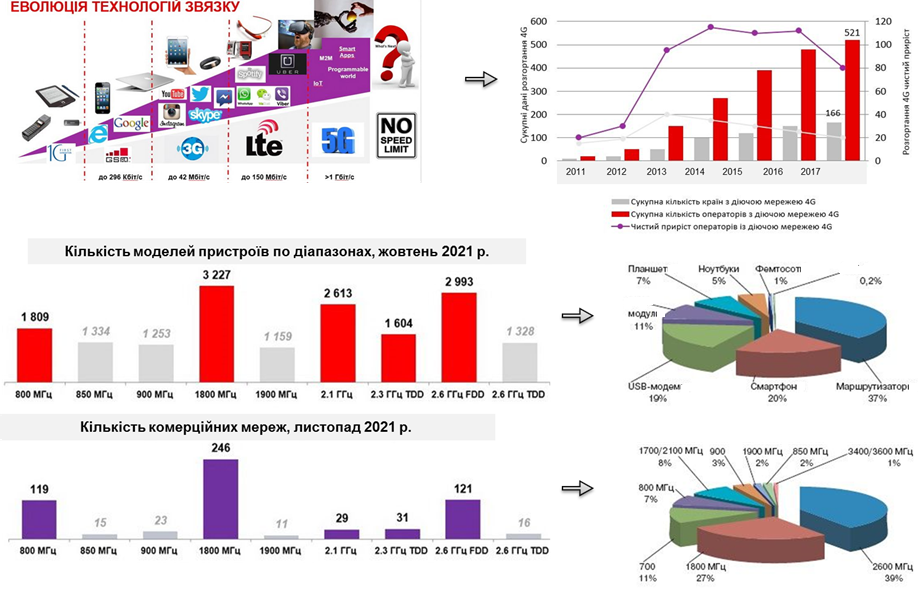 ЕВОЛЮЦІЯ ТЕХНОЛОГІЙ ЗВЯЗКУ
What's Next?
Smart Apps
M2M
Programmable world
IoT
Spotify
UBER
YouTube
WhatsApp
WeChat
Viber
Google
Instagram
skype
1G
GSM
3G
LTE
5G
NO SPEED LIMIT
до 296 Кбіт/с
до 42 Мбіт/с
до 150 Мбіт/с
>1 Гбіт/с
Сукупні дані розгортання 4G
600
500
400
300
200
100
0
521
166
120
100
80
60
40
20
0
Розгортання 4G чистий приріст
2011 2012 2013 2014 2015 2016 2017
Сукупна кількість країн з діючою мережею 4G
Сукупна кількість операторів з діючою мережею 4G
Чистий приріст операторів із діючою мережею 4G
Кількість моделей пристроїв по діапазонах, жовтень 2021 р.
1 809 1 334 1 253 3 227 1 159 2 613 1 604 2 993 1 328
800 МГц 850 МГц 900 МГц 1800 МГц 1900 МГц 2.1 ГГц 2.3 ГГц TDD 2.6 ГГц FDD 2.6 ГГц TDD
Планшет 7%
Ноутбуки 5%
Фемтосоті 1%
0,2%
модулі 11%
USB-модем 19%
Смартфон 20%
Маршрутизаторі 37%
Кількість комерційних мереж, листопад 2021 р.
119 15 23 246 11 29 31 121 16
800 МГц 850 МГц 900 МГц 1800 МГц 1900 МГц 2.1 ГГц 2.3 ГГц TDD 2.6 ГГц FDD 2.6 ГГц TDD
1700/2100 МГц 8%
900 3%
1900 МГц 2%
850 МГц 2%
3400/3600 МГц 1%
800 МГц 7%
700 11%
1800 МГц 27%
2600 МГц 39%